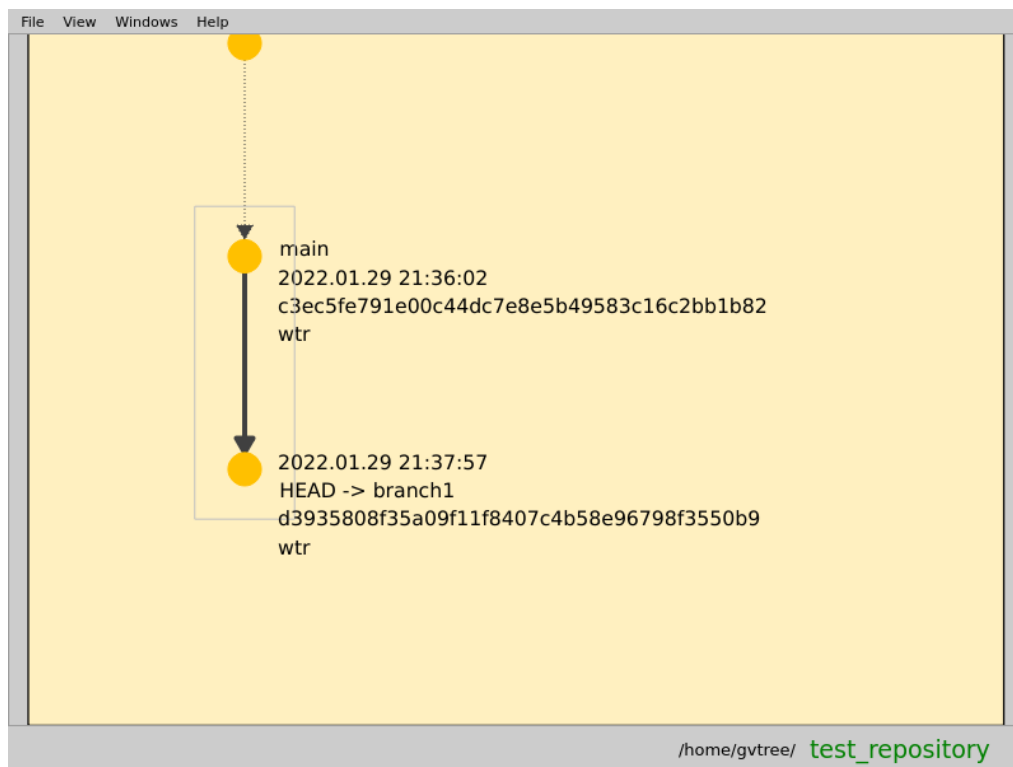 File View Windows Help
main
2022.01.29 21:36:02
c3ec5fe791e00c44dc7e8e5b49583c16c2bb1b82
wtr
2022.01.29 21:37:57
HEAD -> branch1
d3935808f35a09f11f8407c4b58e96798f3550b9
wtr
/home/gvtree/ test_repository